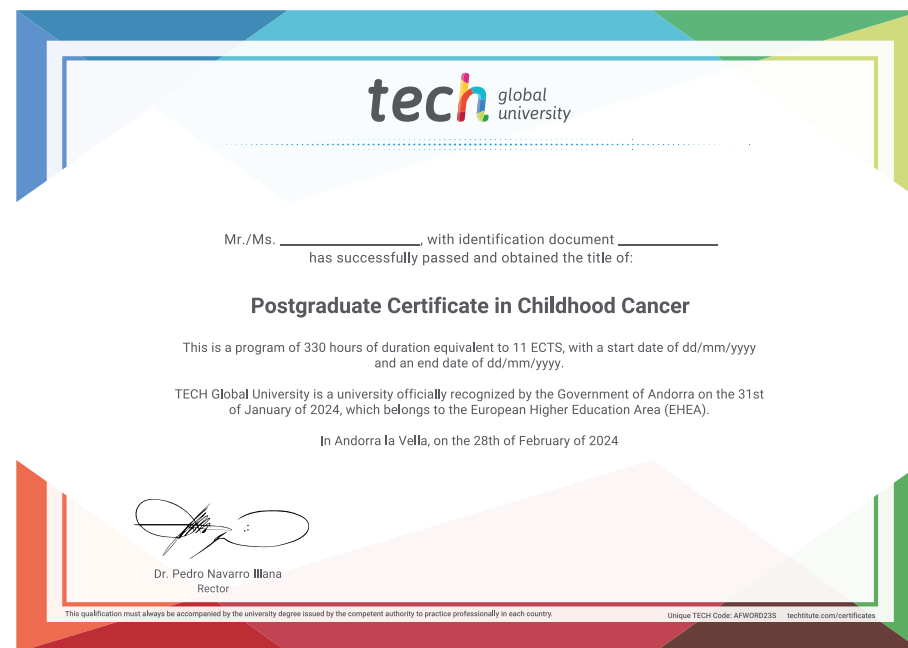 tech global university
Mr./Ms. ____________, with identification document ____________
has successfully passed and obtained the title of:
Postgraduate Certificate in Childhood Cancer
This is a program of 330 hours of duration equivalent to 11 ECTS, with a start date of dd/mm/yyyy
and an end date of dd/mm/yyyy.
TECH Global University is a university officially recognized by the Government of Andorra on the 31st
of January of 2024, which belongs to the European Higher Education Area (EHEA).
In Andorra la Vella, on the 28th of February of 2024
Dr. Pedro Navarro Illana
Rector
This qualification must always be accompanied by the university degree issued by the competent authority to practice professionally in each country.
Unique TECH Code: AFWORD23S techtitute.com/certificates